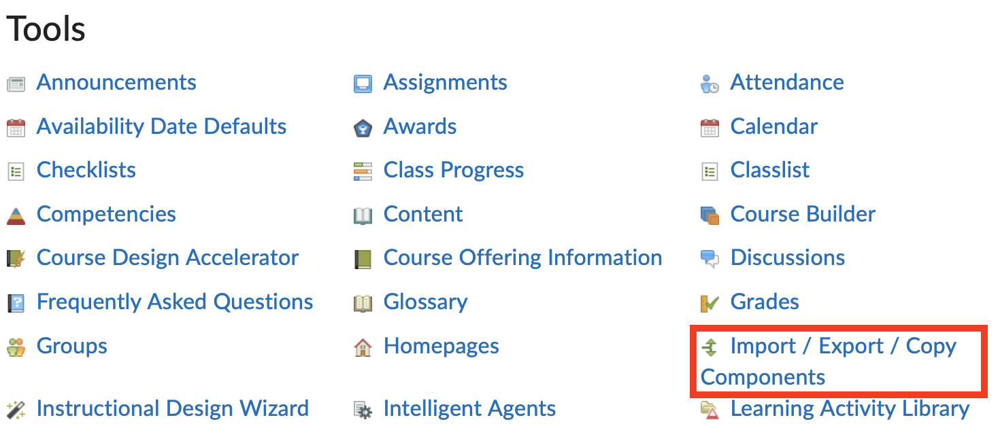 Tools
Announcements
Assignments
Attendance
Availability Date Defaults
Awards
Calendar
Checklists
Class Progress
Classlist
Competencies
Content
Course Builder
Course Design Accelerator
Course Offering Information
Discussions
Frequently Asked Questions
Glossary
Grades
Groups
Homepages
Import / Export / Copy
Components
Instructional Design Wizard
Intelligent Agents
Learning Activity Library